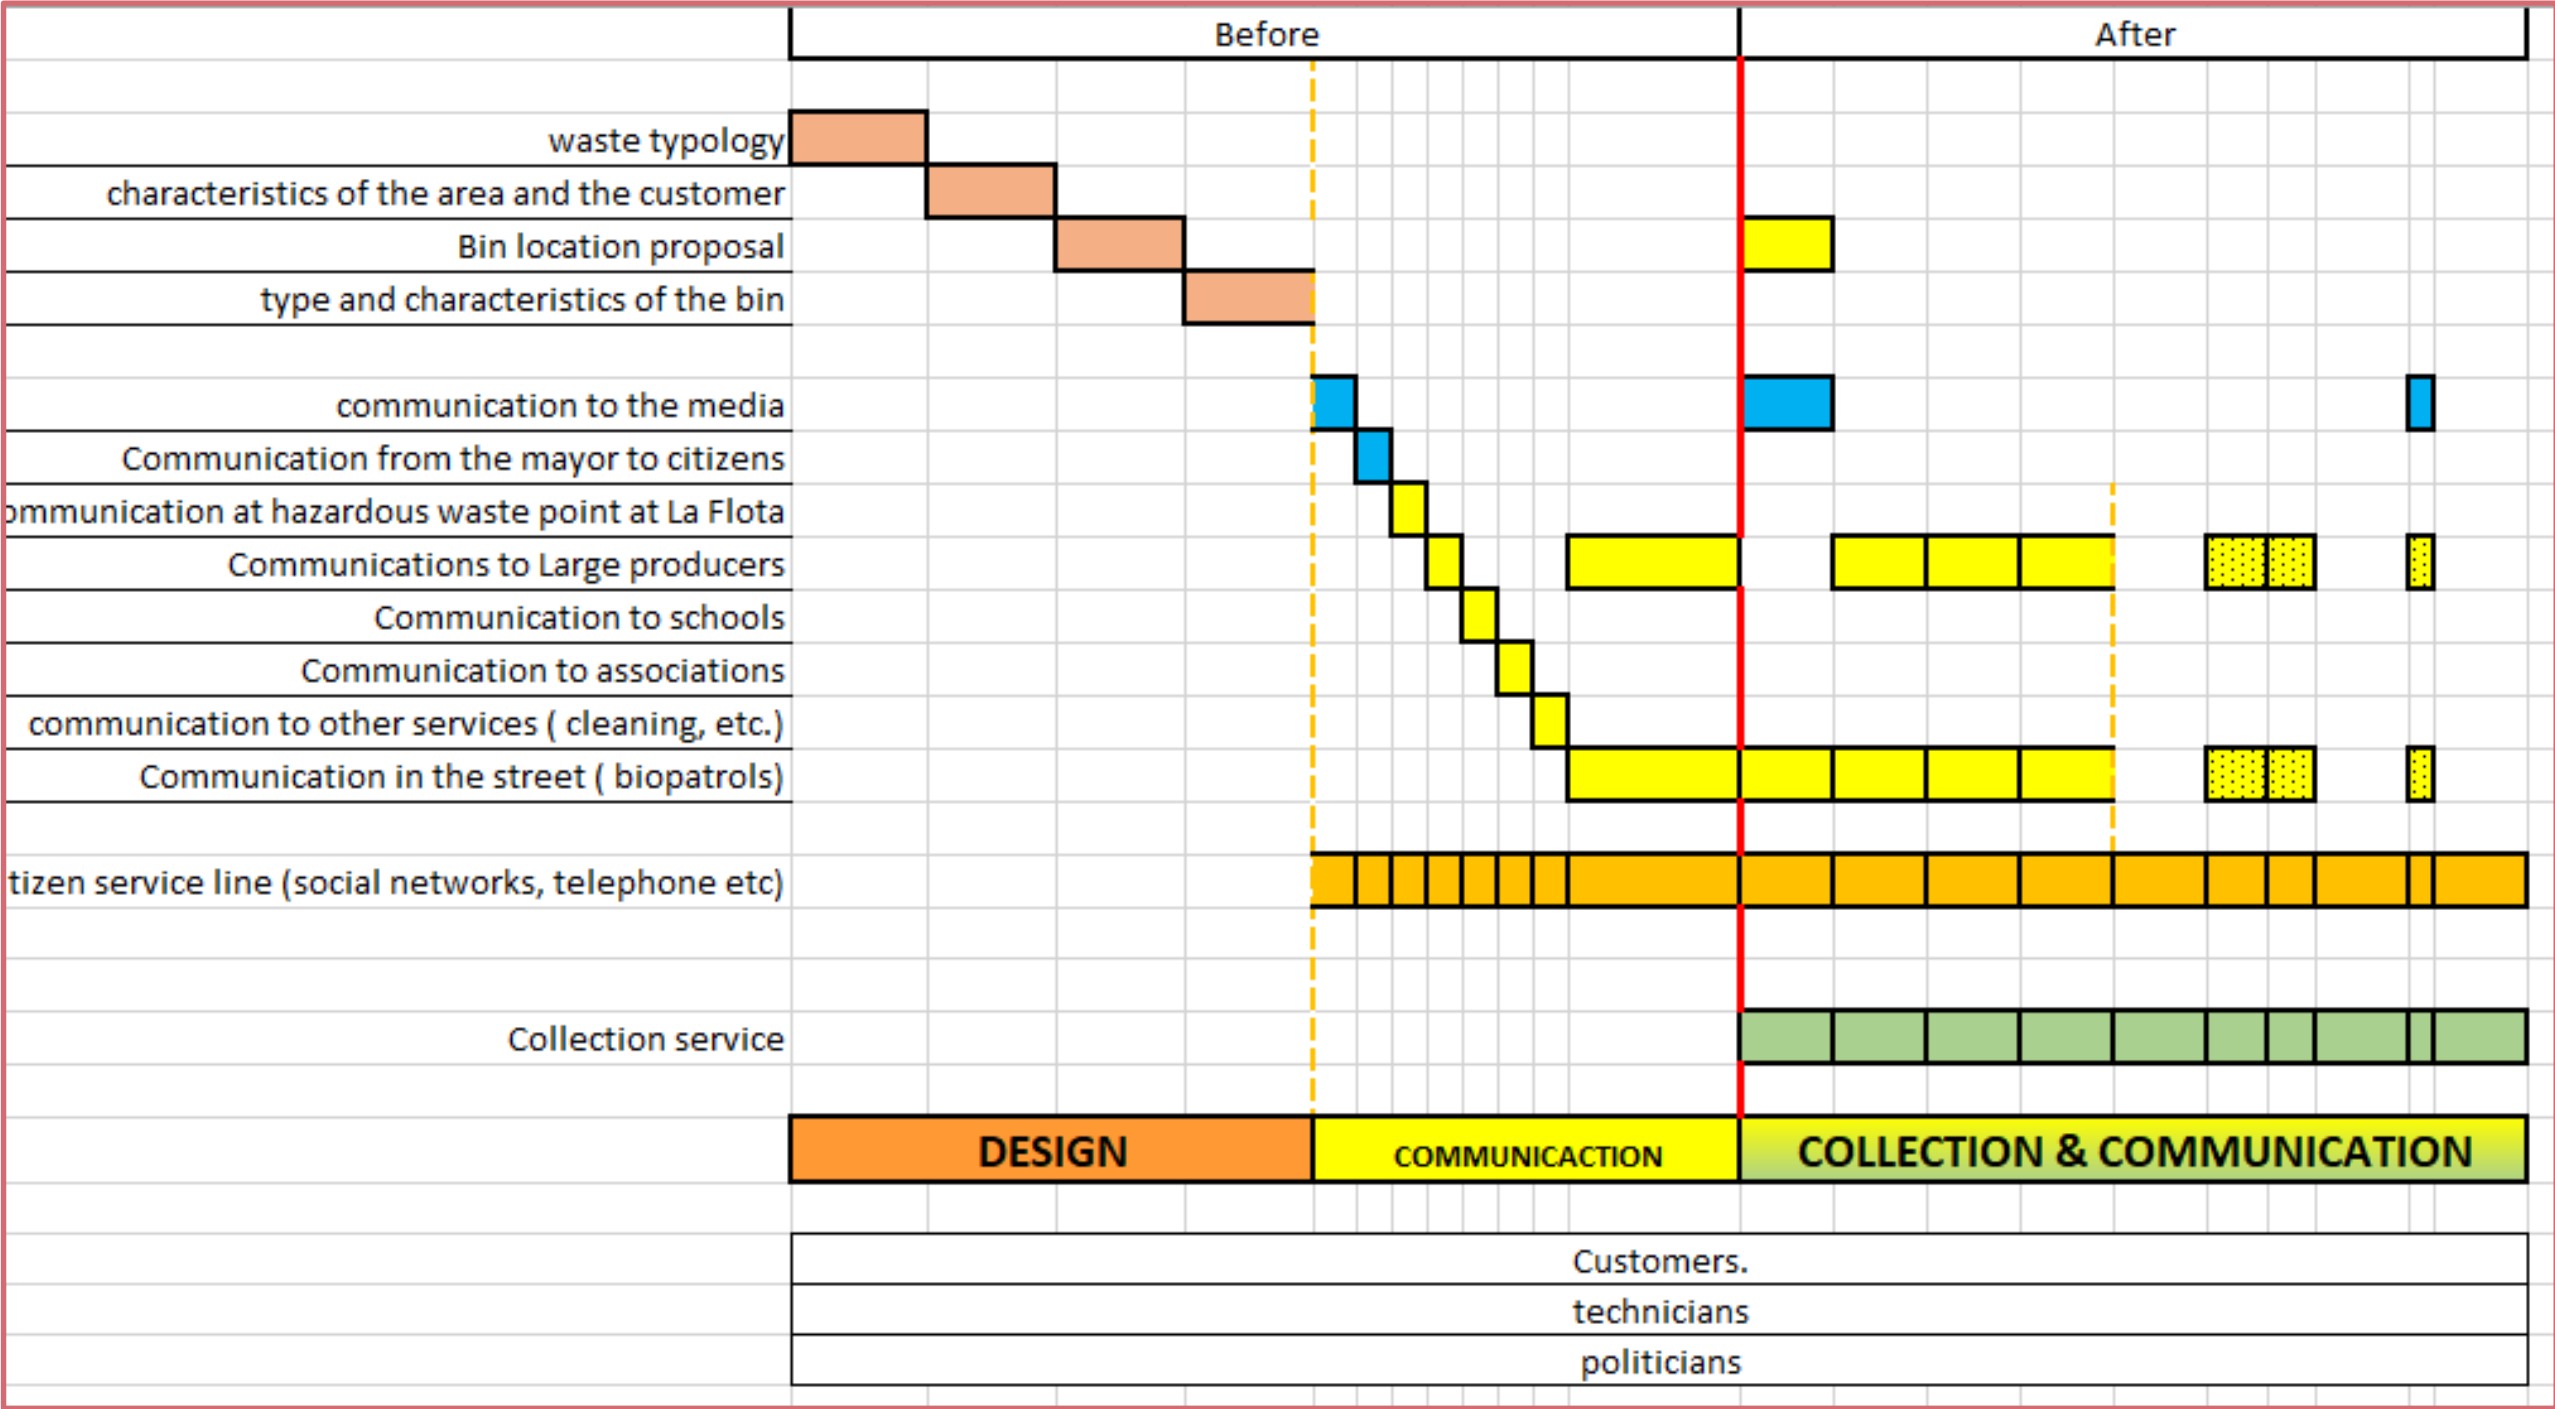 Before After
waste typology
characteristics of the area and the customer
Bin location proposal
type and characteristics of the bin
communication to the media
Communication from the mayor to citizens
ommunication at hazardous waste point at La Flota
Communications to Large producers
Communication to schools
Communication to associations
communication to other services ( cleaning, etc.)
Communication in the street ( biopatrols)
tizen service line (social networks, telephone etc)
Collection service
DESIGN COMMUNICACTION COLLECTION & COMMUNICATION
Customers.
technicians
politicians